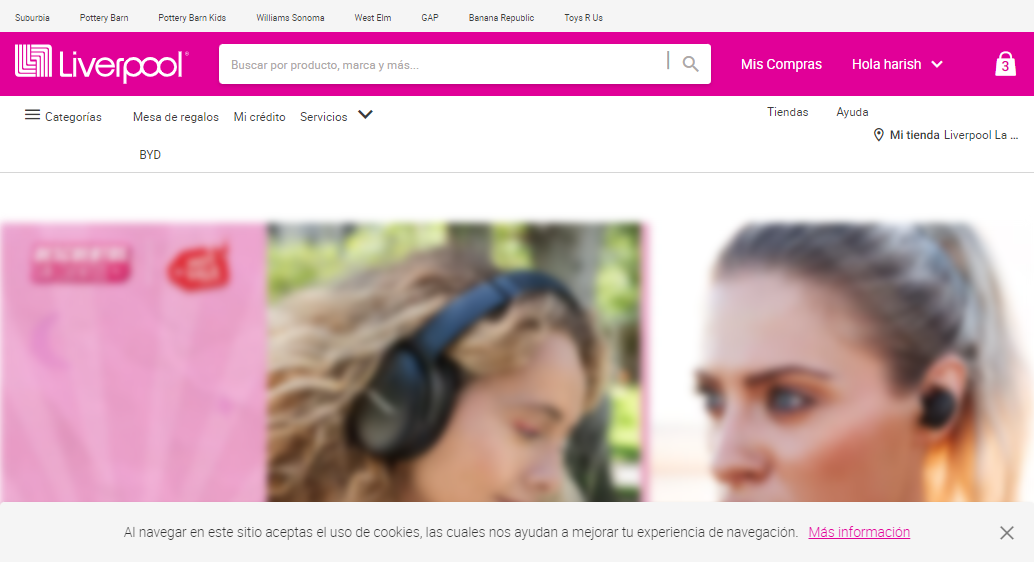 Suburbia Pottery Barn Pottery Barn Kids Williams Sonoma West Elm GAP Banana Republic Toys R Us
Liverpool® Buscar por producto, marca y más... Mis Compras Hola harish 3
Categorías Mesa de regalos Mi crédito Servicios Tiendas Ayuda
Mi tienda Liverpool La ...
BYD
Al navegar en este sitio aceptas el uso de cookies, las cuales nos ayudan a mejorar tu experiencia de navegación. Más información